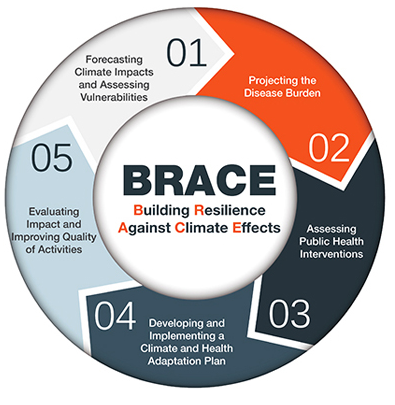 01
Forecasting
Climate Impacts
and Assessing
Vulnerabilities
Projecting the
Disease Burden
02
Assessing
Public Health
Interventions
03
Developing and
Implementing a
Climate and Health
Adaptation Plan
04
05
Evaluating
Impact and
Improving Quality
of Activities
BRACE
Building Resilience
Against Climate Effects